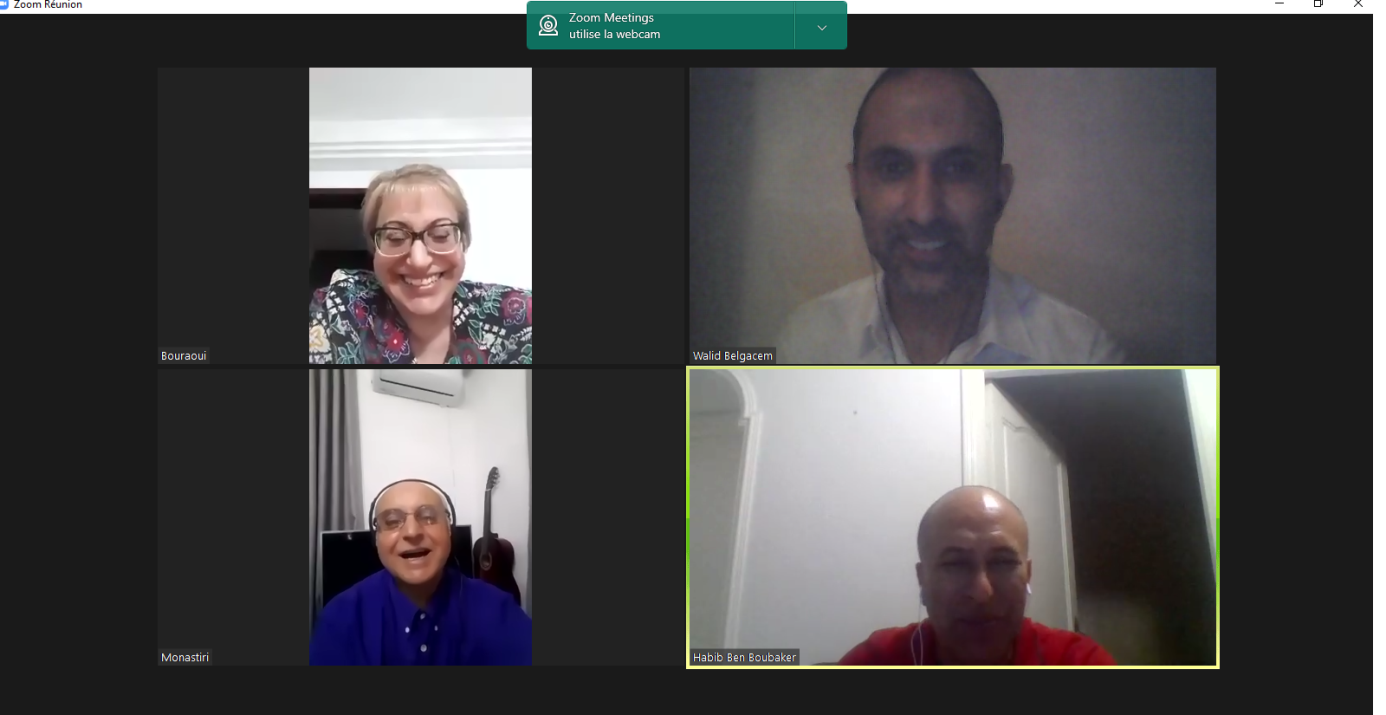 Zoom Réunion
Zoom Meetings
utilise la webcam
Bouraoui
Walid Belgacem
Monastiri
Habib Ben Boubaker